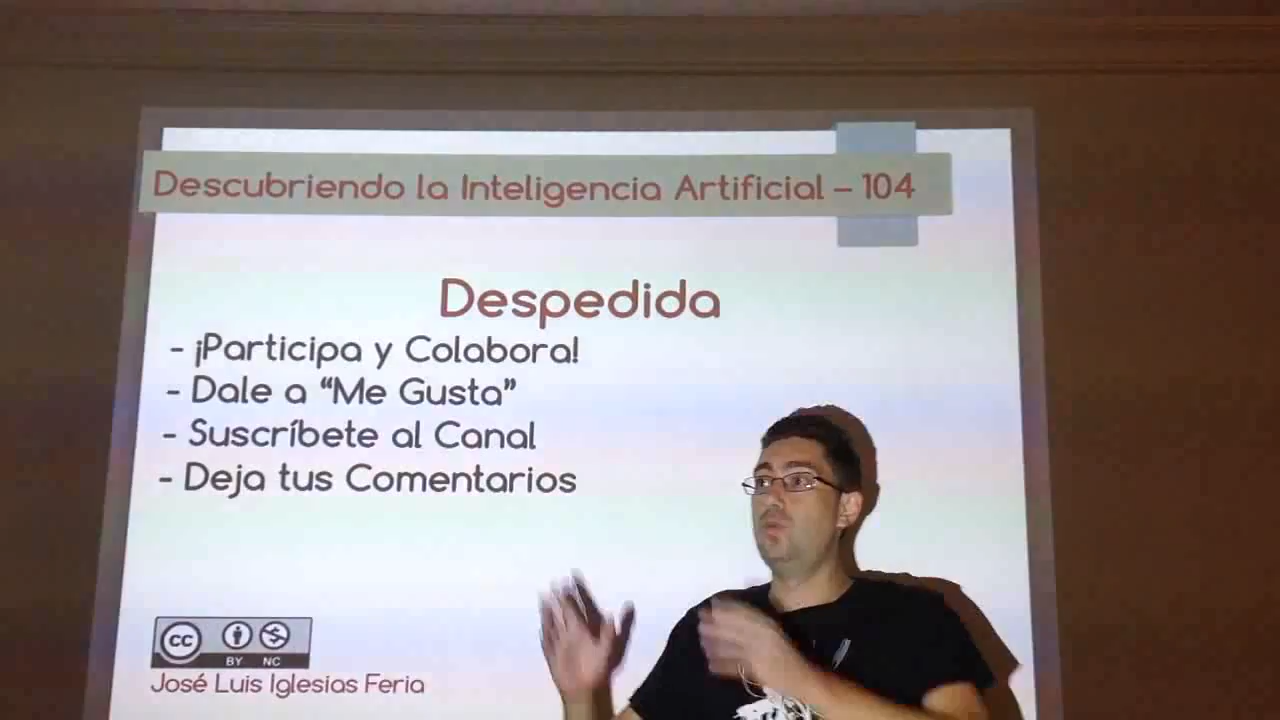 Descubriendo la Inteligencia Artificial – 104
Despedida
- ¡Participa y Colabora!
- Dale a “Me Gusta”
- Suscríbete al Canal
- Deja tus Comentarios
cc
BY NC
José Luis Iglesias Feria